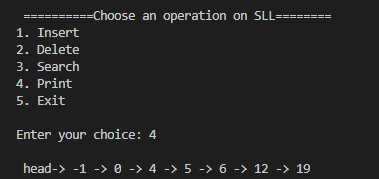 ==========Choose an operation on SLL========
1. Insert
2. Delete
3. Search
4. Print
5. Exit
Enter your choice: 4
head-> -1 -> 0 -> 4 -> 5 -> 6 -> 12 -> 19